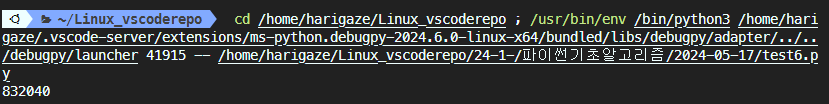 ~/Linux_vscoderepo cd /home/harigaze/Linux_vscoderepo ; /usr/bin/env /bin/python3 /home/hari
gaze/.vscode-server/extensions/ms-python.debugpy-2024.6.0-linux-x64/bundled/libs/debugpy/adapter/../..
/debugpy/launcher 41915 -- /home/harigaze/Linux_vscoderepo/24-1-/파이썬기초알고리즘/2024-05-17/test6.p
y
832040